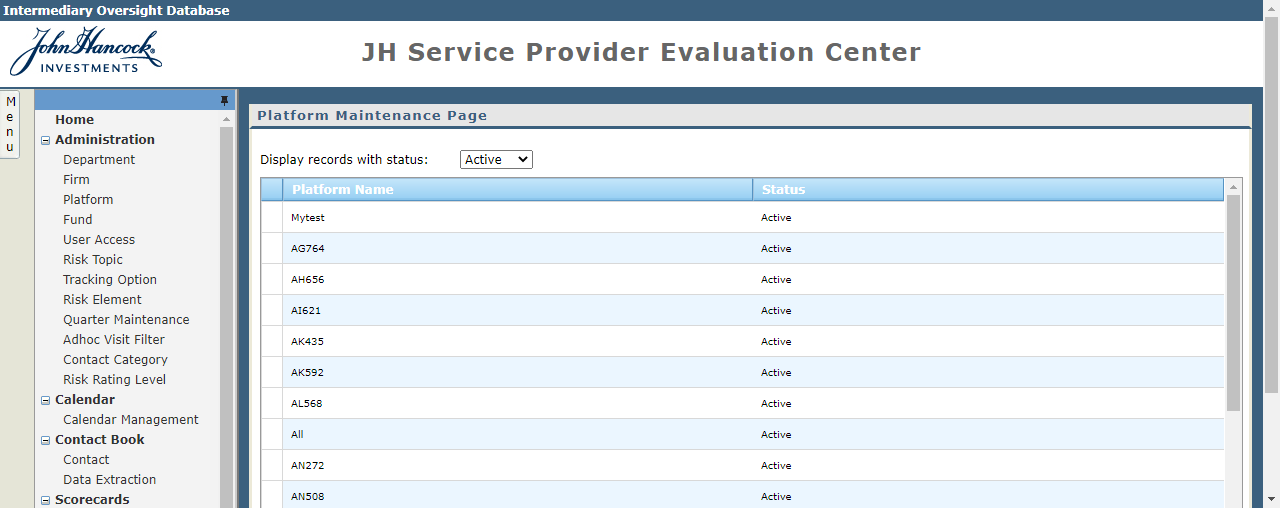 Intermediary Oversight Database
John Hancock
INVESTMENTS
JH Service Provider Evaluation Center
Menu
Home
Administration
Department
Firm
Platform
Fund
User Access
Risk Topic
Tracking Option
Risk Element
Quarter Maintenance
Adhoc Visit Filter
Contact Category
Risk Rating Level
Calendar
Calendar Management
Contact Book
Contact
Data Extraction
Scorecards
Platform Maintenance Page
Display records with status: Active
Platform Name Status
Mytest Active
AG764 Active
AH656 Active
AI621 Active
AK435 Active
AK592 Active
AL568 Active
All Active
AN272 Active
AN508 Active